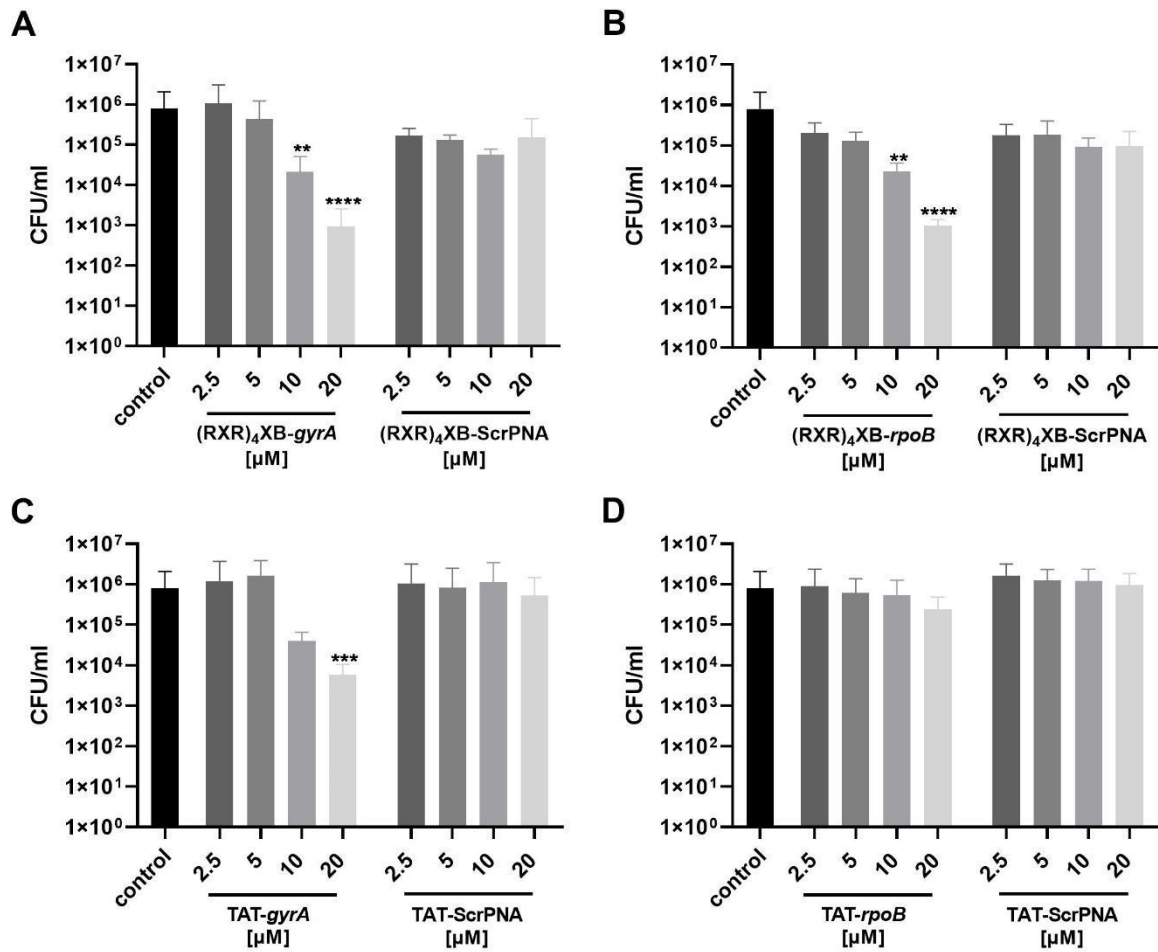 A
CFU/ml
1×10⁷
1×10⁶
1×10⁵
1×10⁴
1×10³
1×10²
1×10¹
1×10⁰
**
****
control
2.5
5
10
20
2.5
5
10
20
(RXR)₄XB-gyrA
[µM]
(RXR)₄XB-ScrPNA
[µM]
B
CFU/ml
1×10⁷
1×10⁶
1×10⁵
1×10⁴
1×10³
1×10²
1×10¹
1×10⁰
**
****
control
2.5
5
10
20
2.5
5
10
20
(RXR)₄XB-rpoB
[µM]
(RXR)₄XB-ScrPNA
[µM]
C
CFU/ml
1×10⁷
1×10⁶
1×10⁵
1×10⁴
1×10³
1×10²
1×10¹
1×10⁰
***
control
2.5
5
10
20
2.5
5
10
20
TAT-gyrA
[µM]
TAT-ScrPNA
[µM]
D
CFU/ml
1×10⁷
1×10⁶
1×10⁵
1×10⁴
1×10³
1×10²
1×10¹
1×10⁰
control
2.5
5
10
20
2.5
5
10
20
TAT-rpoB
[µM]
TAT-ScrPNA
[µM]